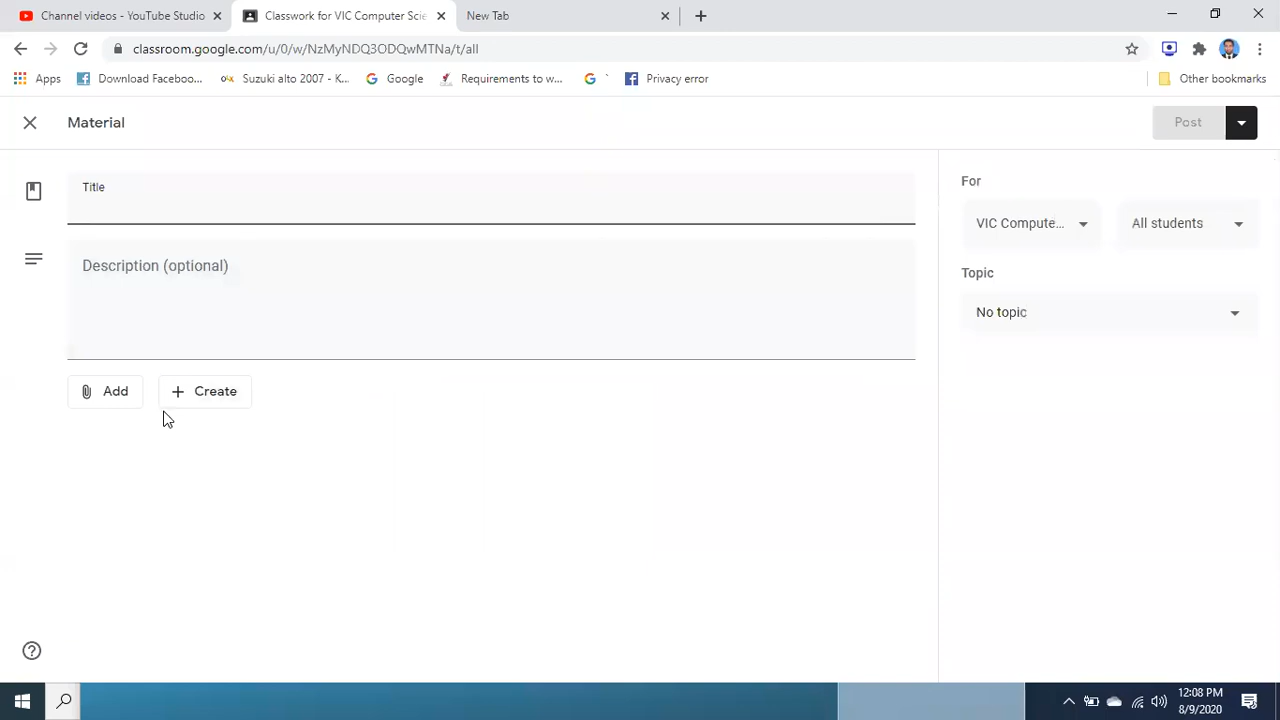 Channel videos - YouTube Studio
Classwork for VIC Computer Scie
New Tab
classroom.google.com/u/0/w/NzMyNDQ3ODQwMTNa/t/all
Apps
Download Faceboo...
Suzuki alto 2007 - K...
Google
Requirements to w...
`
Privacy error
Other bookmarks
Material
Post
Title
For
VIC Compute...
All students
Description (optional)
Topic
No topic
Add
Create
12:08 PM
8/9/2020